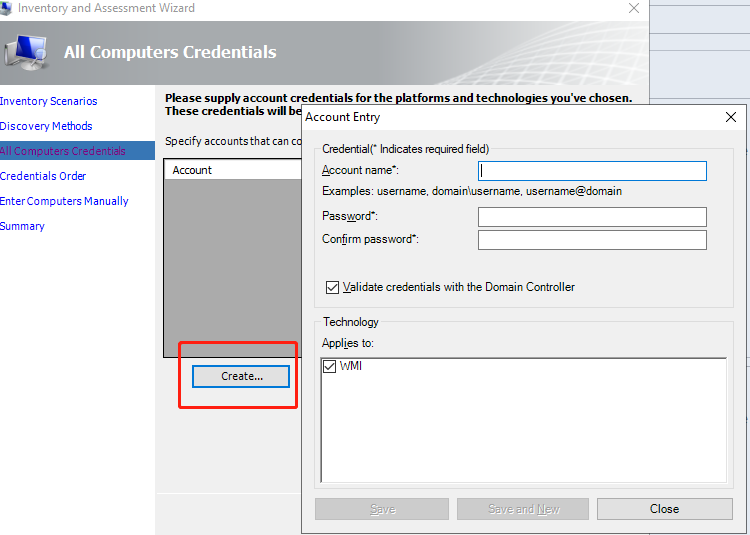 Inventory and Assessment Wizard
All Computers Credentials
Inventory Scenarios
Discovery Methods
All Computers Credentials
Credentials Order
Enter Computers Manually
Summary
Please supply account credentials for the platforms and technologies you've chosen.
These credentials will be
Specify accounts that can co
Account
Create...
Account Entry
Credential(* Indicates required field)
Account name*:
Examples: username, domain\username, username@domain
Password*:
Confirm password*:
Validate credentials with the Domain Controller
Technology
Applies to:
WMI
Save
Save and New
Close